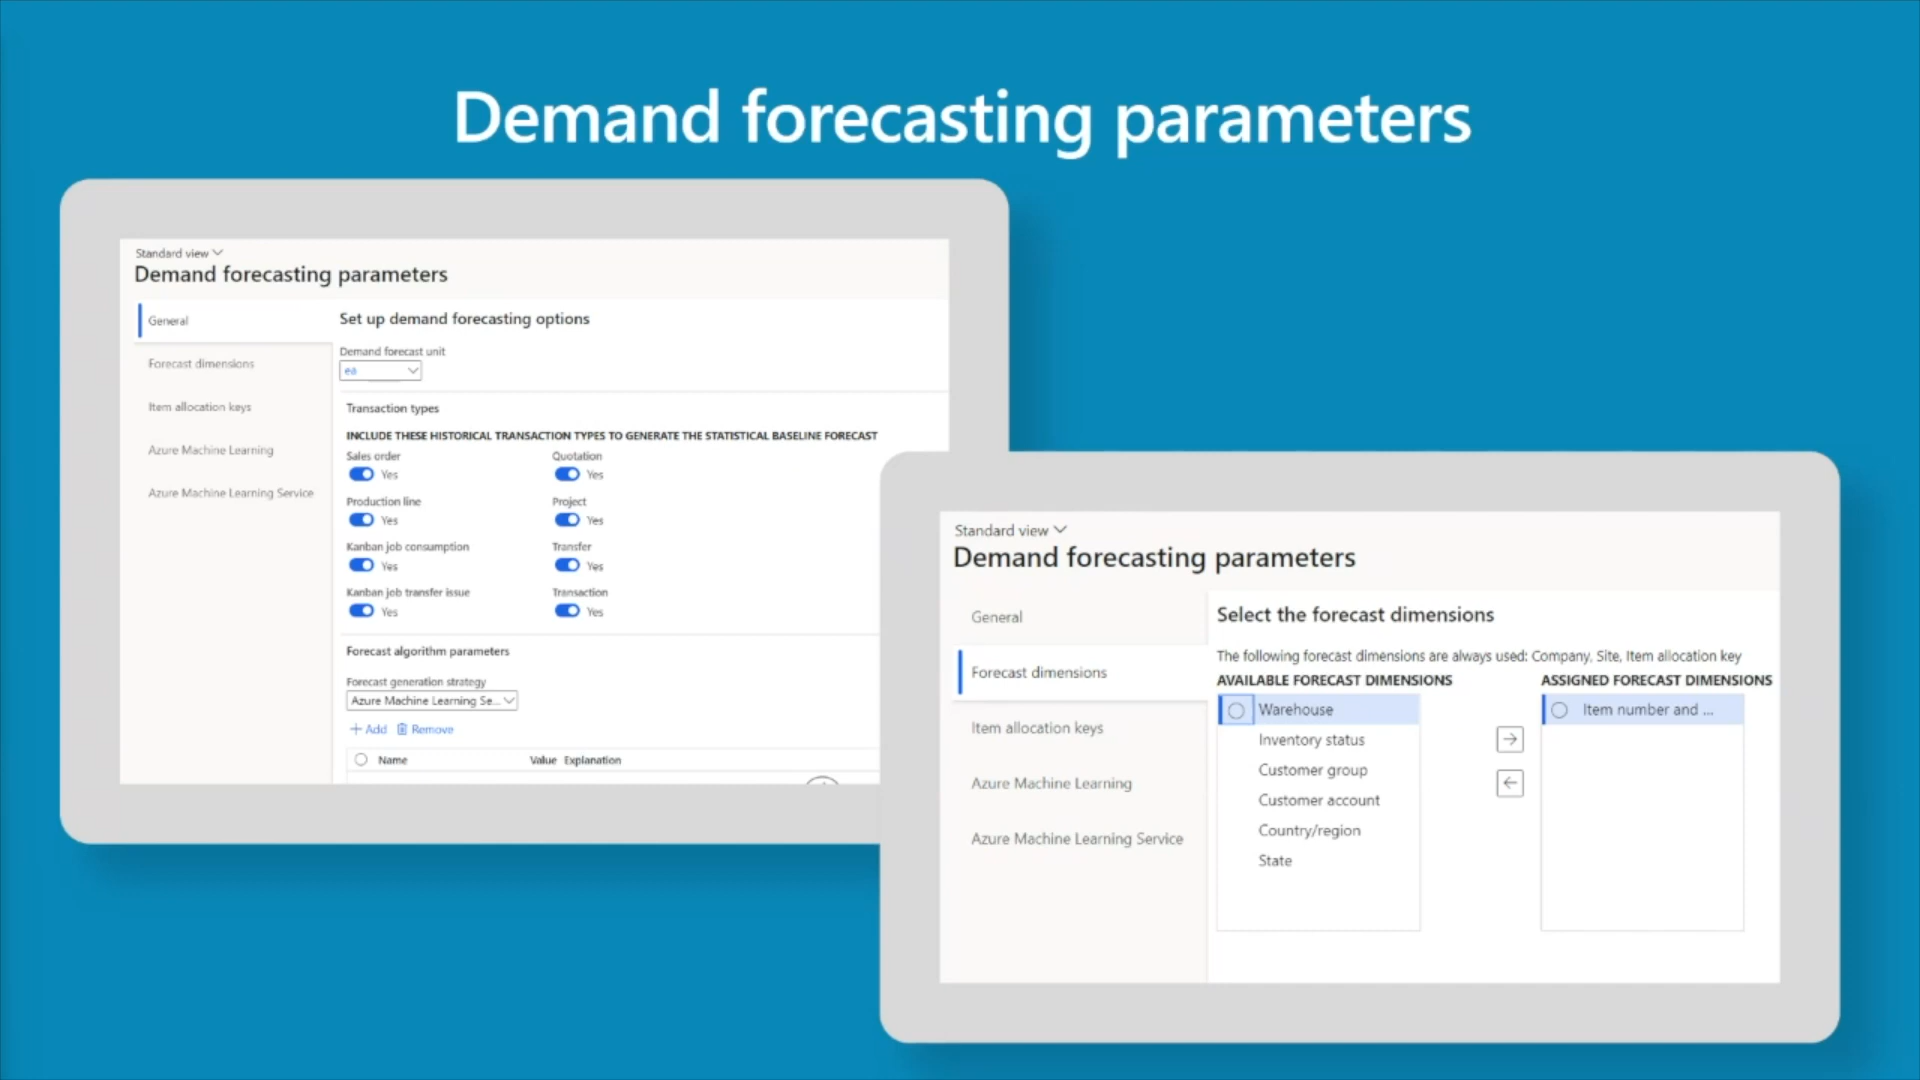 Demand forecasting parameters
Standard view
Demand forecasting parameters
General
Forecast dimensions
Item allocation keys
Azure Machine Learning
Azure Machine Learning Service
Set up demand forecasting options
Demand forecast unit
ea
Transaction types
INCLUDE THESE HISTORICAL TRANSACTION TYPES TO GENERATE THE STATISTICAL BASELINE FORECAST
Sales order Quotation
Yes Yes
Production line Project
Yes Yes
Kanban job consumption Transfer
Yes Yes
Kanban job transfer issue Transaction
Yes Yes
Forecast algorithm parameters
Forecast generation strategy
Azure Machine Learning Se...
+ Add Remove
Name Value Explanation
Standard view
Demand forecasting parameters
General
Forecast dimensions
Item allocation keys
Azure Machine Learning
Azure Machine Learning Service
Select the forecast dimensions
The following forecast dimensions are always used: Company, Site, Item allocation key
AVAILABLE FORECAST DIMENSIONS ASSIGNED FORECAST DIMENSIONS
Warehouse Item number and ...
Inventory status
Customer group
Customer account
Country/region
State